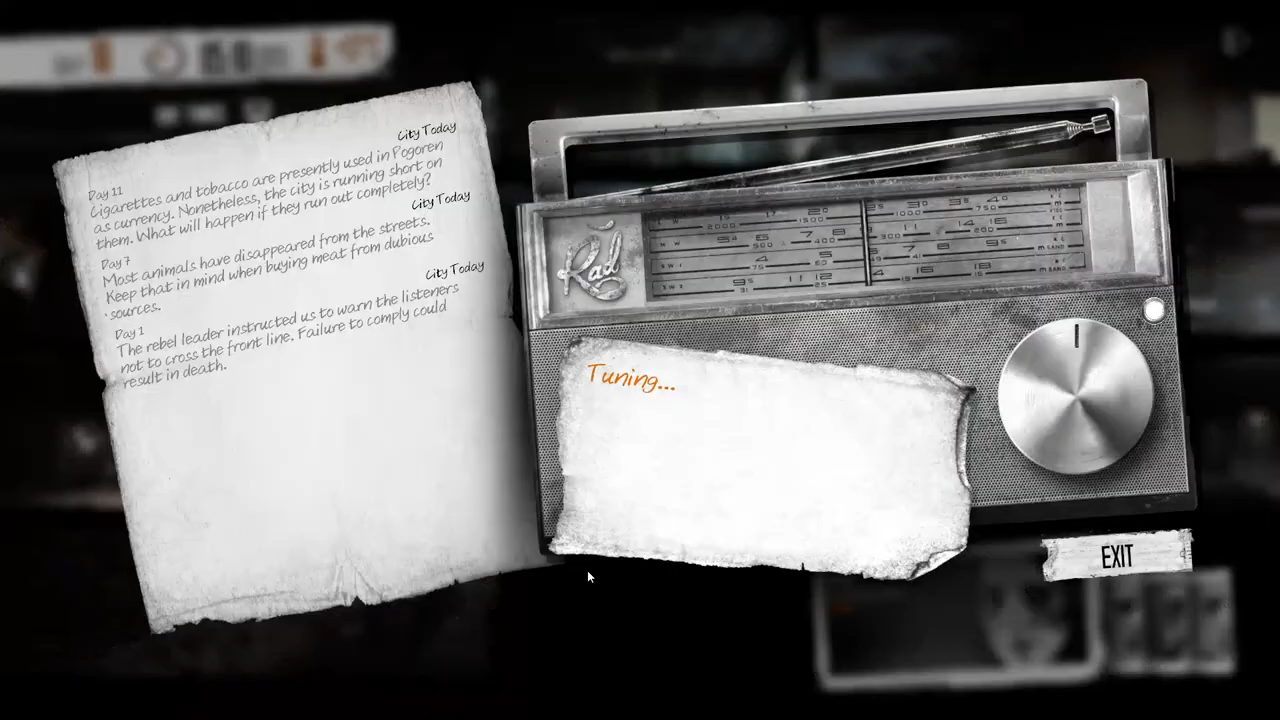 City Today
Day 11
Cigarettes and tobacco are presently used in Pogoren
as currency. Nonetheless, the city is running short on
them. What will happen if they run out completely?
City Today
Day 7
Most animals have disappeared from the streets.
Keep that in mind when buying meat from dubious
sources.
City Today
Day 1
The rebel leader instructed us to warn the listeners
not to cross the front line. Failure to comply could
result in death.
Rad
Tuning...
EXIT